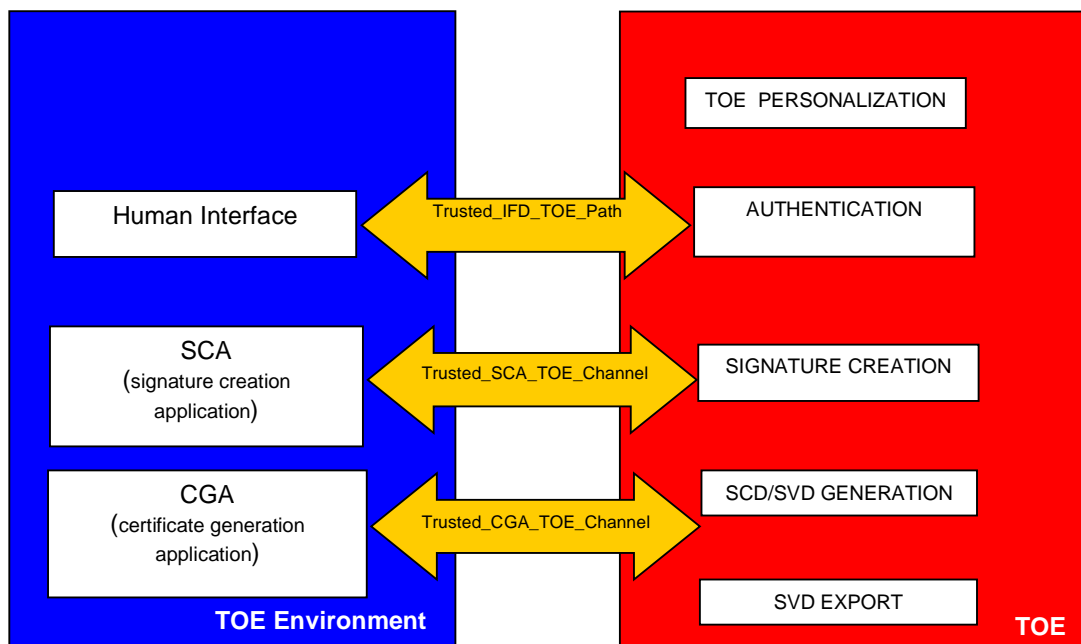 TOE PERSONALIZATION
Human Interface
Trusted_IFD_TOE_Path
AUTHENTICATION
SCA
(signature creation
application)
Trusted_SCA_TOE_Channel
SIGNATURE CREATION
CGA
(certificate generation
application)
Trusted_CGA_TOE_Channel
SCD/SVD GENERATION
SVD EXPORT
TOE Environment
TOE